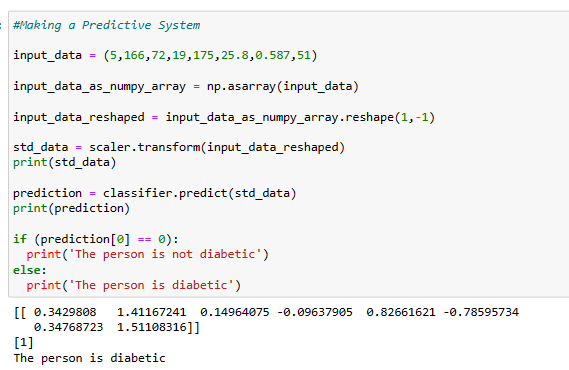 #Making a Predictive System
input_data = (5,166,72,19,175,25.8,0.587,51)
input_data_as_numpy_array = np.asarray(input_data)
input_data_reshaped = input_data_as_numpy_array.reshape(1,-1)
std_data = scaler.transform(input_data_reshaped)
print(std_data)
prediction = classifier.predict(std_data)
print(prediction)
if (prediction[0] == 0):
  print('The person is not diabetic')
else:
  print('The person is diabetic')
[[ 0.3429808   1.41167241  0.14964075 -0.09637905  0.82661621 -0.78595734
   0.34768723  1.51108316]]
[1]
The person is diabetic